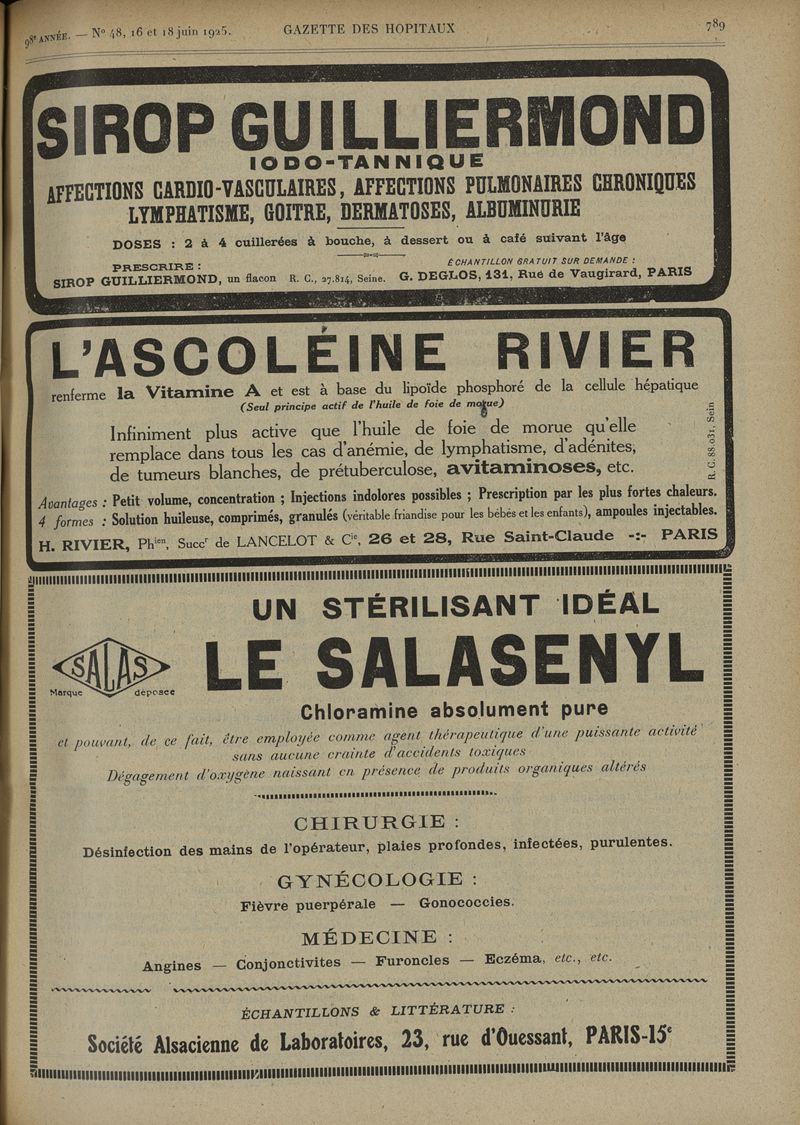 98e ANNÉE. — No 48, 16 et 18 juin 1925. GAZETTE DES HOPITAUX 789
SIROP GUILLIERMOND
IODO-TANNIQUE
AFFECTIONS CARDIO-VASCULAIRES, AFFECTIONS PULMONAIRES CHRONIQUES
LYMPHATISME, GOITRE, DERMATOSES, ALBUMINURIE
DOSES : 2 à 4 cuillerées à bouche, à dessert ou à café suivant l'âge
PRESCRIRE :
SIROP GUILLIERMOND, un flacon R. C., 27.814, Seine.
ÉCHANTILLON GRATUIT SUR DEMANDE :
G. DEGLOS, 131, Rue de Vaugirard, PARIS
L'ASCOLÉINE RIVIER
renferme la Vitamine A et est à base du lipoïde phosphoré de la cellule hépatique
(Seul principe actif de l'huile de foie de morue)
Infiniment plus active que l'huile de foie de morue qu'elle
remplace dans tous les cas d'anémie, de lymphatisme, d'adénites,
de tumeurs blanches, de prétuberculose, avitaminoses, etc.
R. C. 88.031, Sein
Avantages : Petit volume, concentration ; Injections indolores possibles ; Prescription par les plus fortes chaleurs.
4 formes : Solution huileuse, comprimés, granulés (véritable friandise pour les bébés et les enfants), ampoules injectables.
H. RIVIER, Phien, Succr de LANCELOT & Cie, 26 et 28, Rue Saint-Claude -:- PARIS
UN STÉRILISANT IDÉAL
SALAS
Marque déposée
LE SALASENYL
Chloramine absolument pure
et pouvant, de ce fait, être employée comme agent thérapeutique d'une puissante activité
sans aucune crainte d'accidents toxiques
Dégagement d'oxygène naissant en présence de produits organiques altérés
CHIRURGIE :
Désinfection des mains de l'opérateur, plaies profondes, infectées, purulentes.
GYNÉCOLOGIE :
Fièvre puerpérale — Gonococcies.
MÉDECINE :
Angines — Conjonctivites — Furoncles — Eczéma, etc., etc.
ÉCHANTILLONS & LITTÉRATURE :
Société Alsacienne de Laboratoires, 23, rue d'Ouessant, PARIS-15e